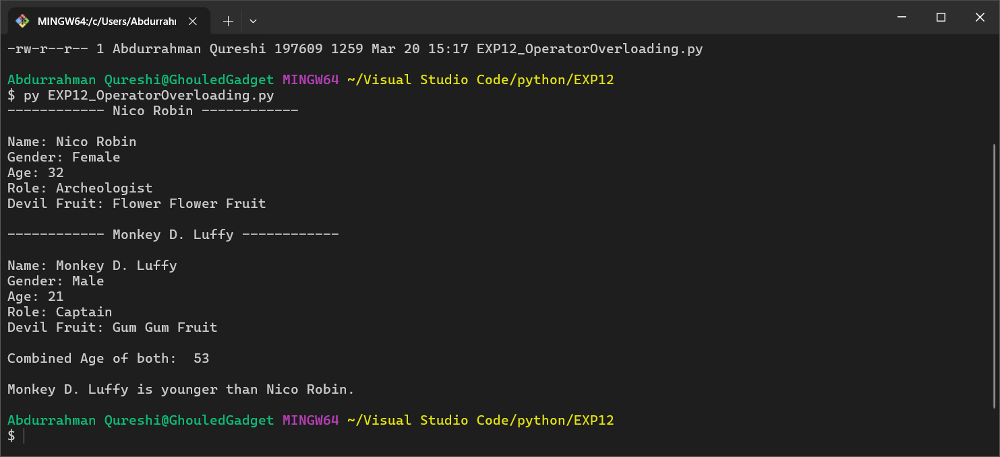 MINGW64:/c/Users/Abdurrahı
-rw-r--r-- 1 Abdurrahman Qureshi 197609 1259 Mar 20 15:17 EXP12_OperatorOverloading.py
Abdurrahman Qureshi@GhouledGadget MINGW64 ~/Visual Studio Code/python/EXP12
$ py EXP12_OperatorOverloading.py
------------ Nico Robin ------------
Name: Nico Robin
Gender: Female
Age: 32
Role: Archeologist
Devil Fruit: Flower Flower Fruit
------------ Monkey D. Luffy ------------
Name: Monkey D. Luffy
Gender: Male
Age: 21
Role: Captain
Devil Fruit: Gum Gum Fruit
Combined Age of both:  53
Monkey D. Luffy is younger than Nico Robin.
Abdurrahman Qureshi@GhouledGadget MINGW64 ~/Visual Studio Code/python/EXP12
$